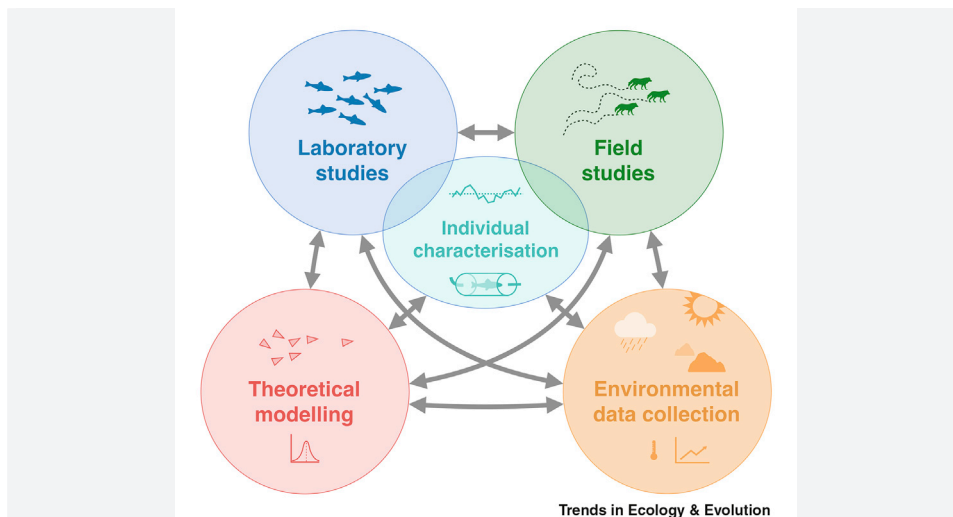 Laboratory
studies
Field
studies
Individual
characterisation
Theoretical
modelling
Environmental
data collection
Trends in Ecology & Evolution